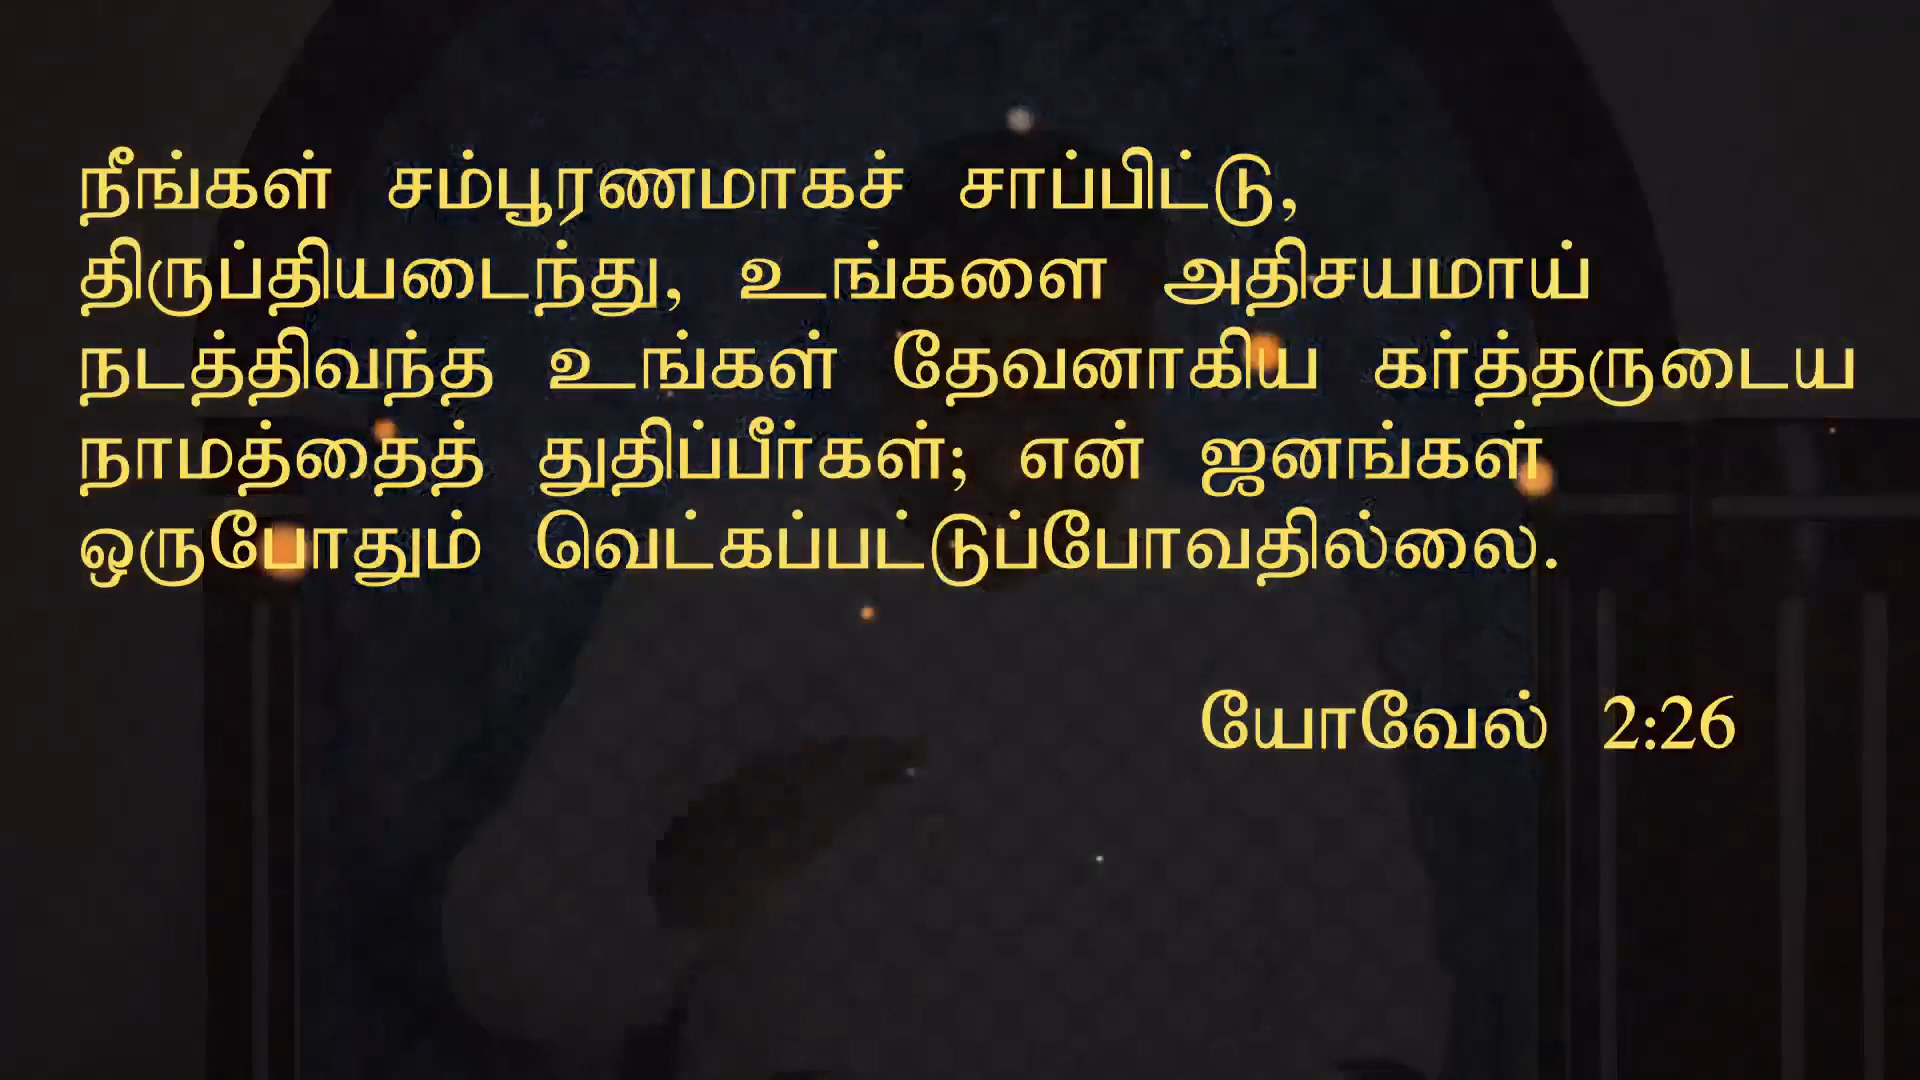 நீங்கள் சம்பூரணமாகச் சாப்பிட்டு,
திருப்தியடைந்து, உங்களை அதிசயமாய்
நடத்திவந்த உங்கள் தேவனாகிய கர்த்தருடைய
நாமத்தைத் துதிப்பீர்கள்; என் ஜனங்கள்
ஒருபோதும் வெட்கப்பட்டுப்போவதில்லை.
யோவேல் 2:26